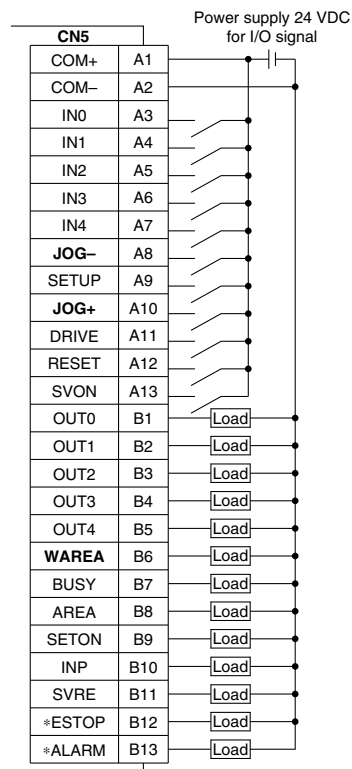 Power supply 24 VDC
for I/O signal
CN5
COM+ A1
COM– A2
IN0 A3
IN1 A4
IN2 A5
IN3 A6
IN4 A7
JOG– A8
SETUP A9
JOG+ A10
DRIVE A11
RESET A12
SVON A13
OUT0 B1 Load
OUT1 B2 Load
OUT2 B3 Load
OUT3 B4 Load
OUT4 B5 Load
WAREA B6 Load
BUSY B7 Load
AREA B8 Load
SETON B9 Load
INP B10 Load
SVRE B11 Load
∗ESTOP B12 Load
∗ALARM B13 Load